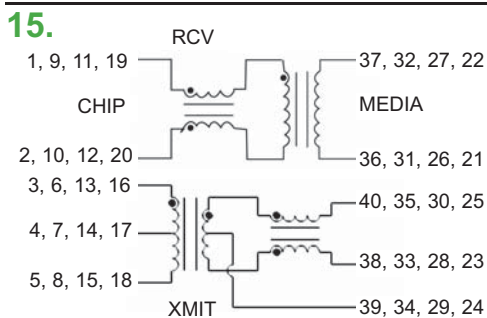 15.
RCV
1, 9, 11, 19
37, 32, 27, 22
CHIP
MEDIA
2, 10, 12, 20
36, 31, 26, 21
3, 6, 13, 16
40, 35, 30, 25
4, 7, 14, 17
38, 33, 28, 23
5, 8, 15, 18
XMIT
39, 34, 29, 24